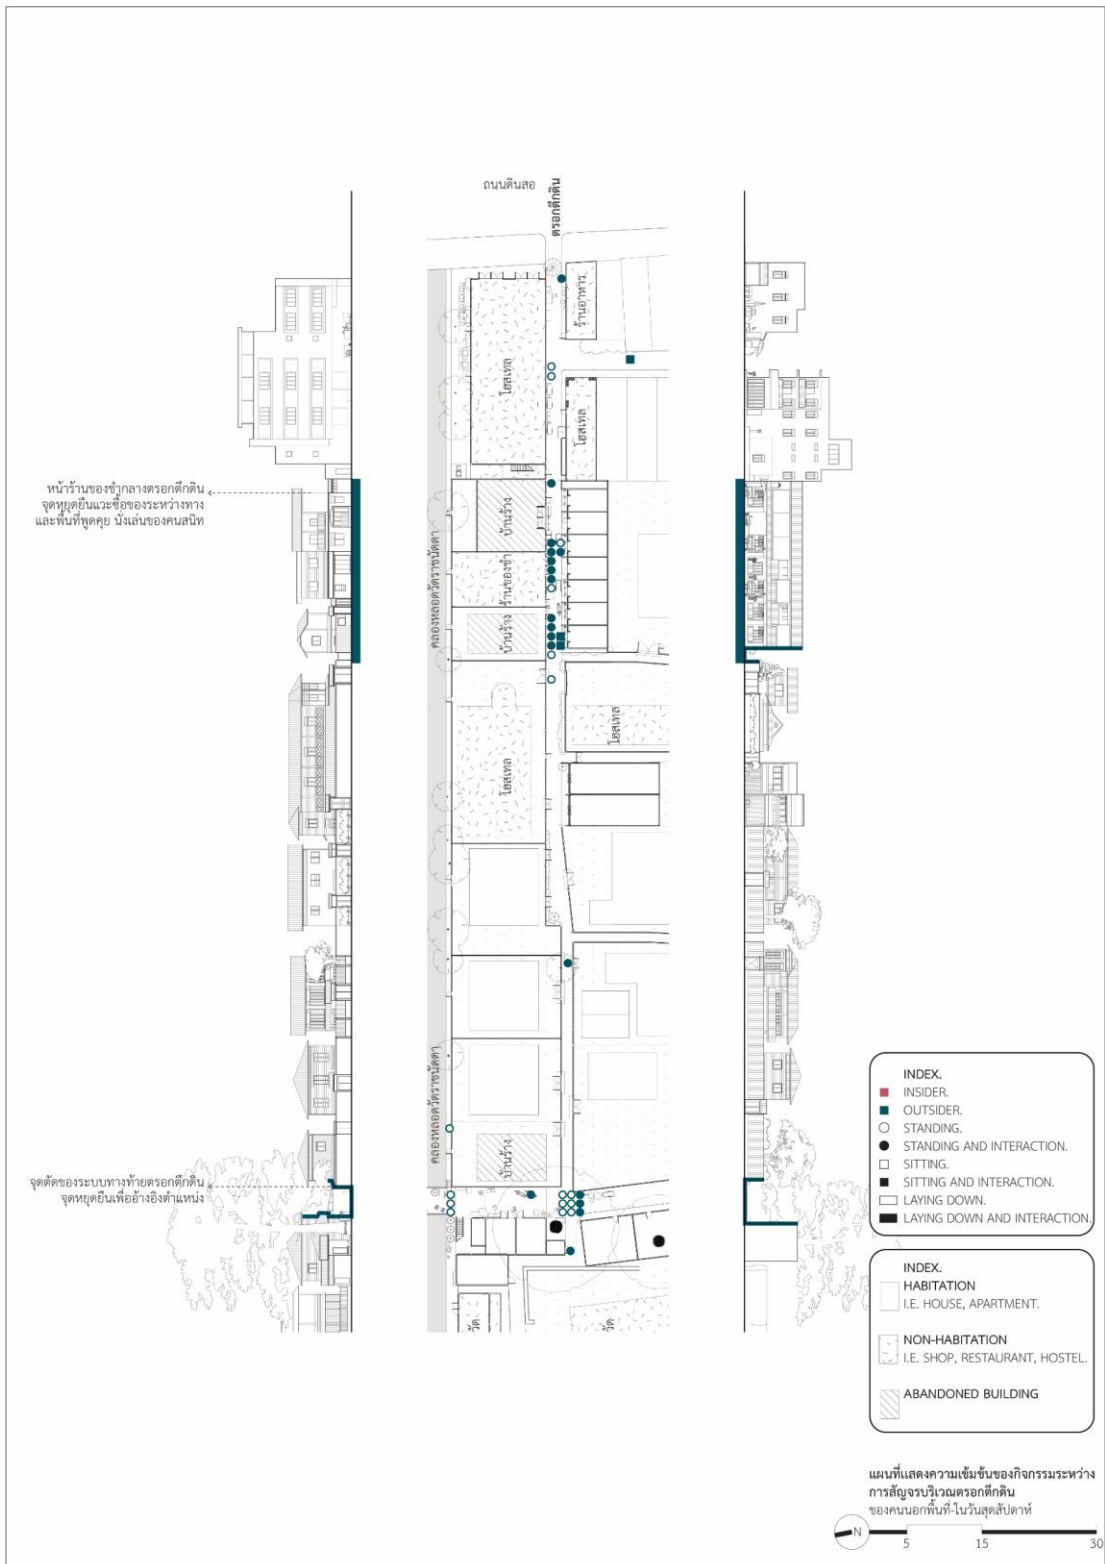 ถนนดินสอ
ตรอกตึกดิน
ร้านอาหาร
โฮสเทล
โฮสเทล
หน้าร้านของชำกลางตรอกตึกดิน
จุดหยุดยืนแวะซื้อของระหว่างทาง
และพื้นที่พูดคุย นั่งเล่นของคนสนิท
คลองหลอดวัดราชนัดดา
บ้านร้าง
ร้านของชำ
บ้านร้าง
โฮสเทล
โฮสเทล
คลองหลอดวัดราชนัดดา
บ้านร้าง
จุดตัดของระบบทางท้ายตรอกตึกดิน
จุดหยุดยืนเพื่ออ้างอิงตำแหน่ง
วัด
วัด
INDEX.
INSIDER.
OUTSIDER.
STANDING.
STANDING AND INTERACTION.
SITTING.
SITTING AND INTERACTION.
LAYING DOWN.
LAYING DOWN AND INTERACTION.
INDEX.
HABITATION
I.E. HOUSE, APARTMENT.
NON-HABITATION
I.E. SHOP, RESTAURANT, HOSTEL.
ABANDONED BUILDING
แผนที่แสดงความเข้มข้นของกิจกรรมระหว่าง
การสัญจรบริเวณตรอกตึกดิน
ของคนนอกพื้นที่-ในวันสุดสัปดาห์
N
5 15 30